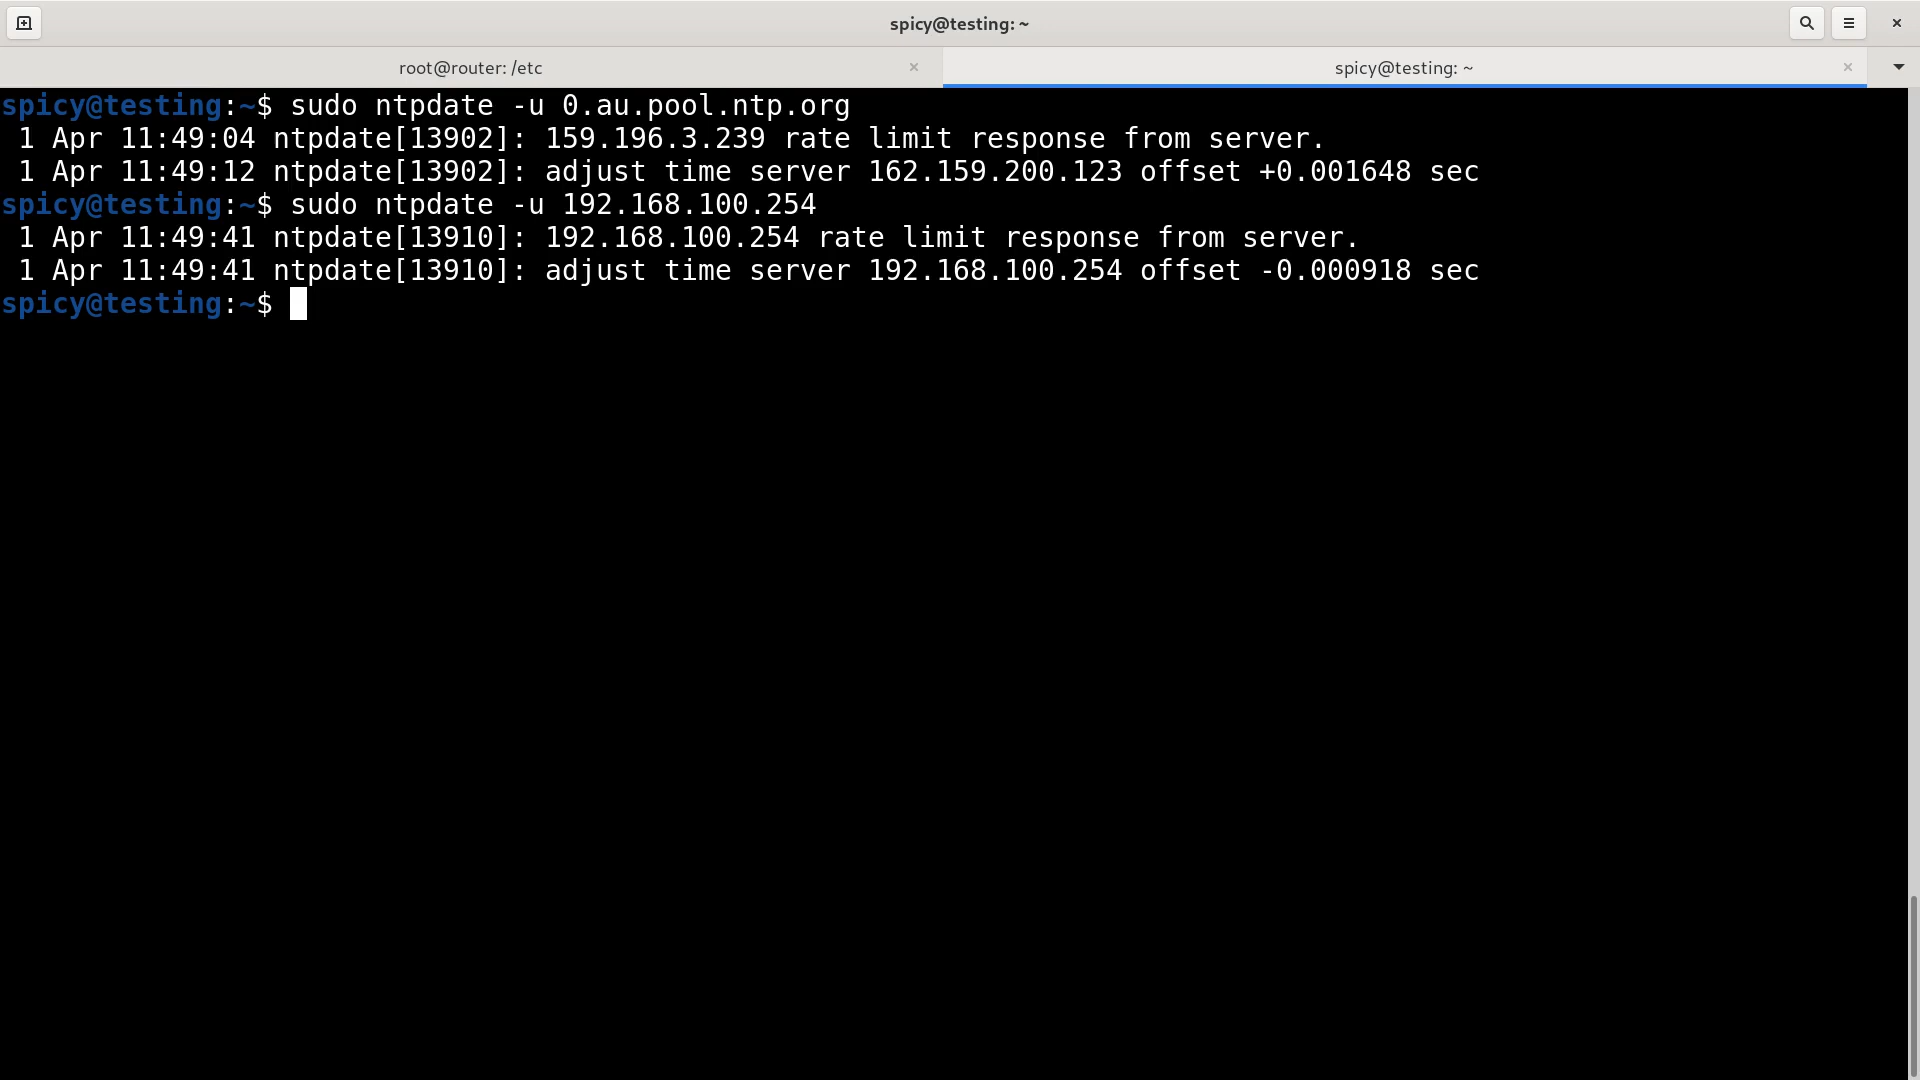 spicy@testing: ~
root@router: /etc
spicy@testing: ~
spicy@testing:~$ sudo ntpdate -u 0.au.pool.ntp.org
 1 Apr 11:49:04 ntpdate[13902]: 159.196.3.239 rate limit response from server.
 1 Apr 11:49:12 ntpdate[13902]: adjust time server 162.159.200.123 offset +0.001648 sec
spicy@testing:~$ sudo ntpdate -u 192.168.100.254
 1 Apr 11:49:41 ntpdate[13910]: 192.168.100.254 rate limit response from server.
 1 Apr 11:49:41 ntpdate[13910]: adjust time server 192.168.100.254 offset -0.000918 sec
spicy@testing:~$